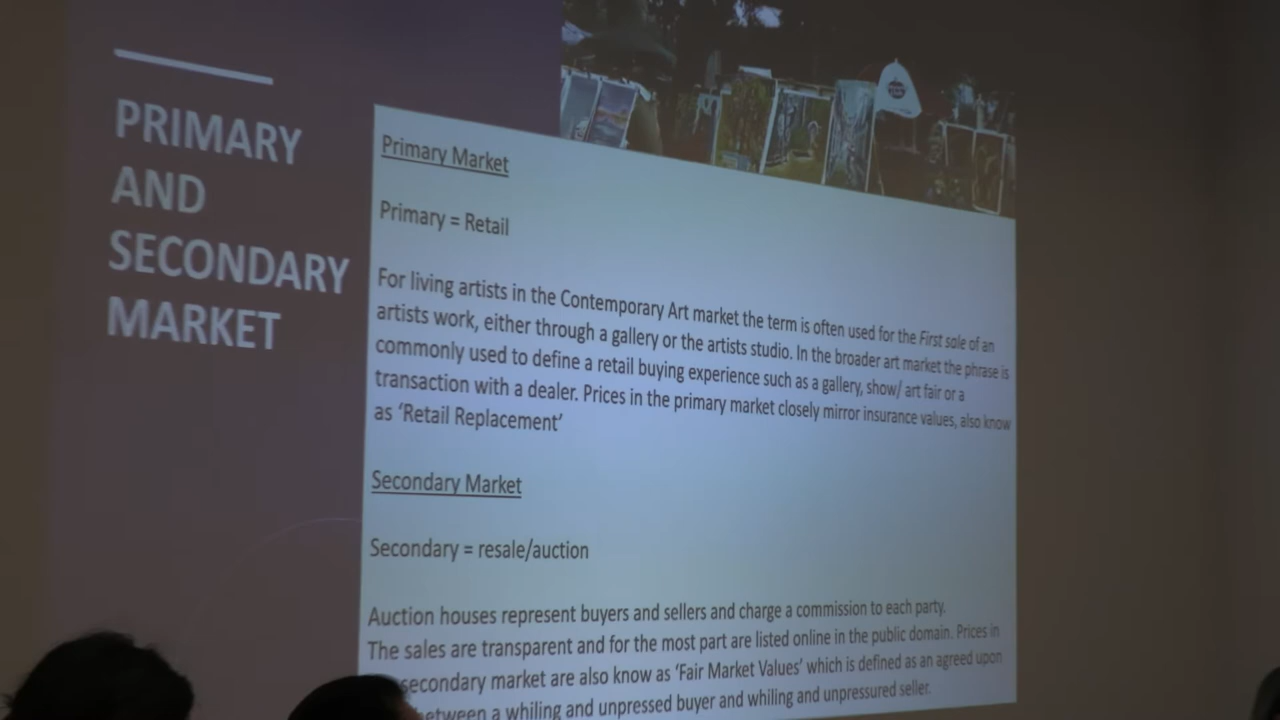 PRIMARY
AND
SECONDARY
MARKET
Primary Market
Primary = Retail
For living artists in the Contemporary Art market the term is often used for the First sale of an
artists work, either through a gallery or the artists studio. In the broader art market the phrase is
commonly used to define a retail buying experience such as a gallery, show/ art fair or a
transaction with a dealer. Prices in the primary market closely mirror insurance values, also know
as ‘Retail Replacement’
Secondary Market
Secondary = resale/auction
Auction houses represent buyers and sellers and charge a commission to each party.
The sales are transparent and for the most part are listed online in the public domain. Prices in
secondary market are also know as ‘Fair Market Values’ which is defined as an agreed upon
between a whiling and unpressed buyer and whiling and unpressured seller.